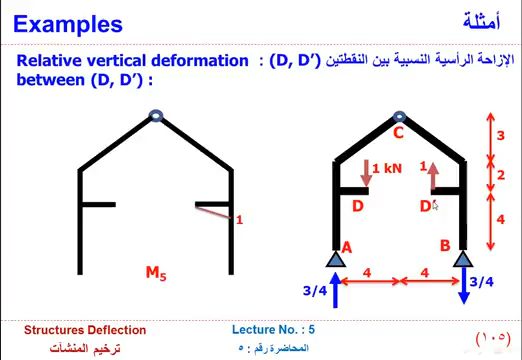 Examples
أمثلة
Relative vertical deformation : (D, D′) الإزاحة الرأسية النسبية بين النقطتين
between (D, D′) :
C
3
1 kN
1
2
D
D′
1
4
A
B
M5
4
4
3/4
3/4
Structures Deflection
Lecture No. : 5
ترخيم المنشآت
المحاضرة رقم : ٥
(١٠٥)